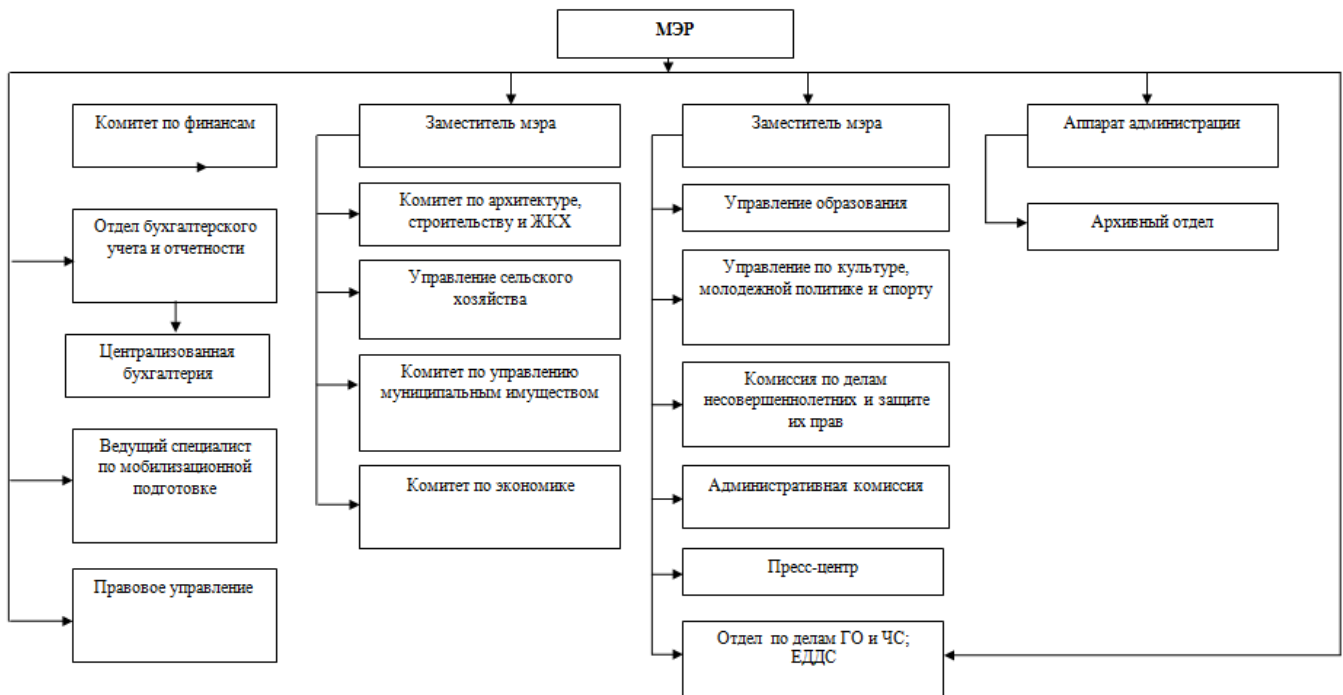 МЭР
Комитет по финансам
Отдел бухгалтерского
учета и отчетности
Централизованная
бухгалтерия
Ведущий специалист
по мобилизационной
подготовке
Правовое управление
Заместитель мэра
Комитет по архитектуре,
строительству и ЖКХ
Управление сельского
хозяйства
Комитет по управлению
муниципальным имуществом
Комитет по экономике
Заместитель мэра
Управление образования
Управление по культуре,
молодежной политике и спорту
Комиссия по делам
несовершеннолетних и защите
их прав
Административная комиссия
Пресс-центр
Отдел по делам ГО и ЧС;
ЕДДС
Аппарат администрации
Архивный отдел